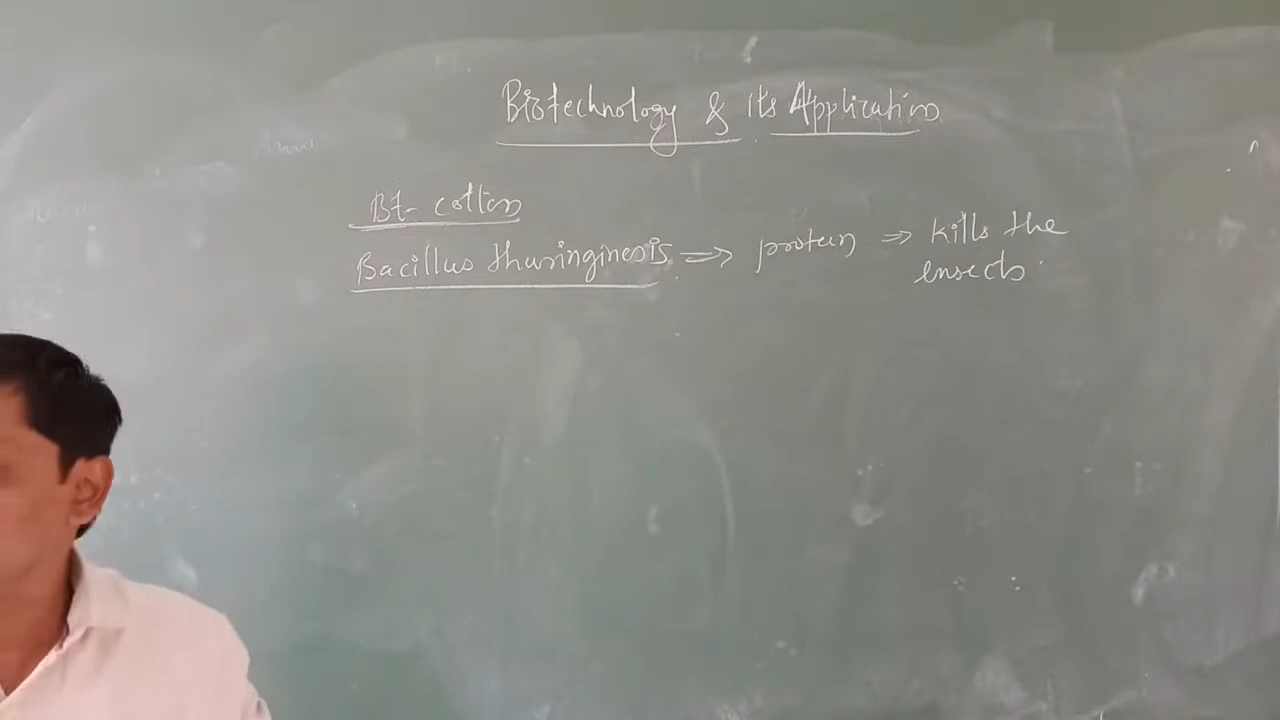 Biotechnology & its Application
Bt- cotton
Bacillus thuringinesis. => protein => kills the
insects.